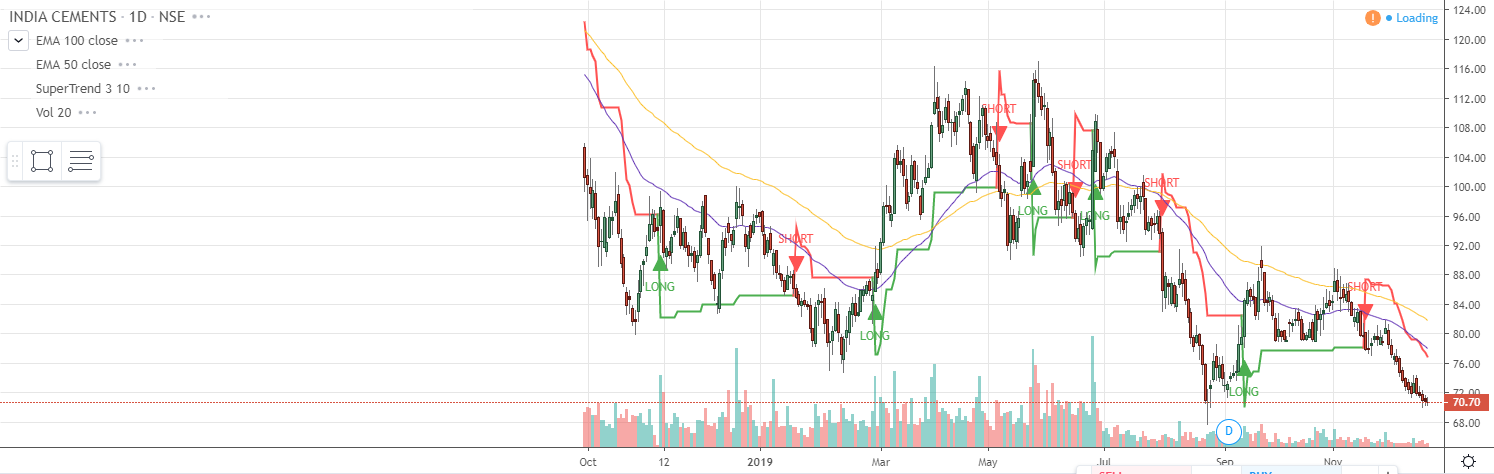 INDIA CEMENTS · 1D · NSE
EMA 100 close
EMA 50 close
SuperTrend 3 10
Vol 20
Loading
124.00
120.00
116.00
112.00
108.00
104.00
100.00
96.00
92.00
88.00
84.00
80.00
76.00
72.00
70.70
68.00
SHORT
SHORT
SHORT
LONG
LONG
SHORT
LONG
SHORT
LONG
LONG
D
Oct
12
2019
Mar
May
Jul
Sep
Nov